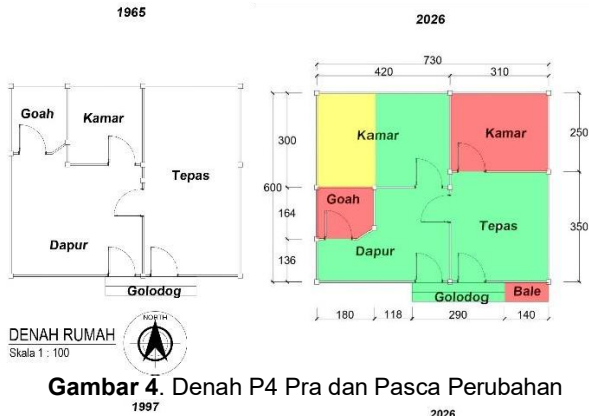 1965
Goah
Kamar
Tepas
Dapur
Golodog
DENAH RUMAH
Skala 1 : 100
NORTH
2026
730
420
310
300
600
164
136
250
350
Kamar
Kamar
Goah
Tepas
Dapur
Golodog
Bale
180
118
290
140
Gambar 4. Denah P4 Pra dan Pasca Perubahan
1997
2026